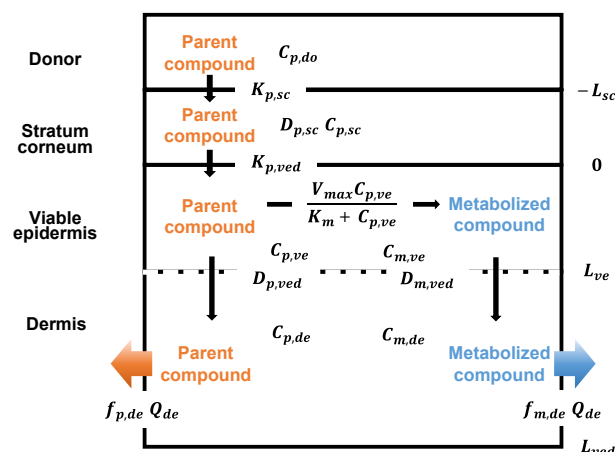 Donor
Parent
compound
C_{p,do}
K_{p,sc}
−L_{sc}
Stratum
corneum
Parent
compound
D_{p,sc} C_{p,sc}
K_{p,ved}
0
Viable
epidermis
Parent
compound
V_{max}C_{p,ve}
K_m + C_{p,ve}
Metabolized
compound
C_{p,ve}
C_{m,ve}
D_{p,ved}
D_{m,ved}
L_{ve}
Dermis
C_{p,de}
C_{m,de}
Parent
compound
Metabolized
compound
f_{p,de} Q_{de}
f_{m,de} Q_{de}
L_{ved}